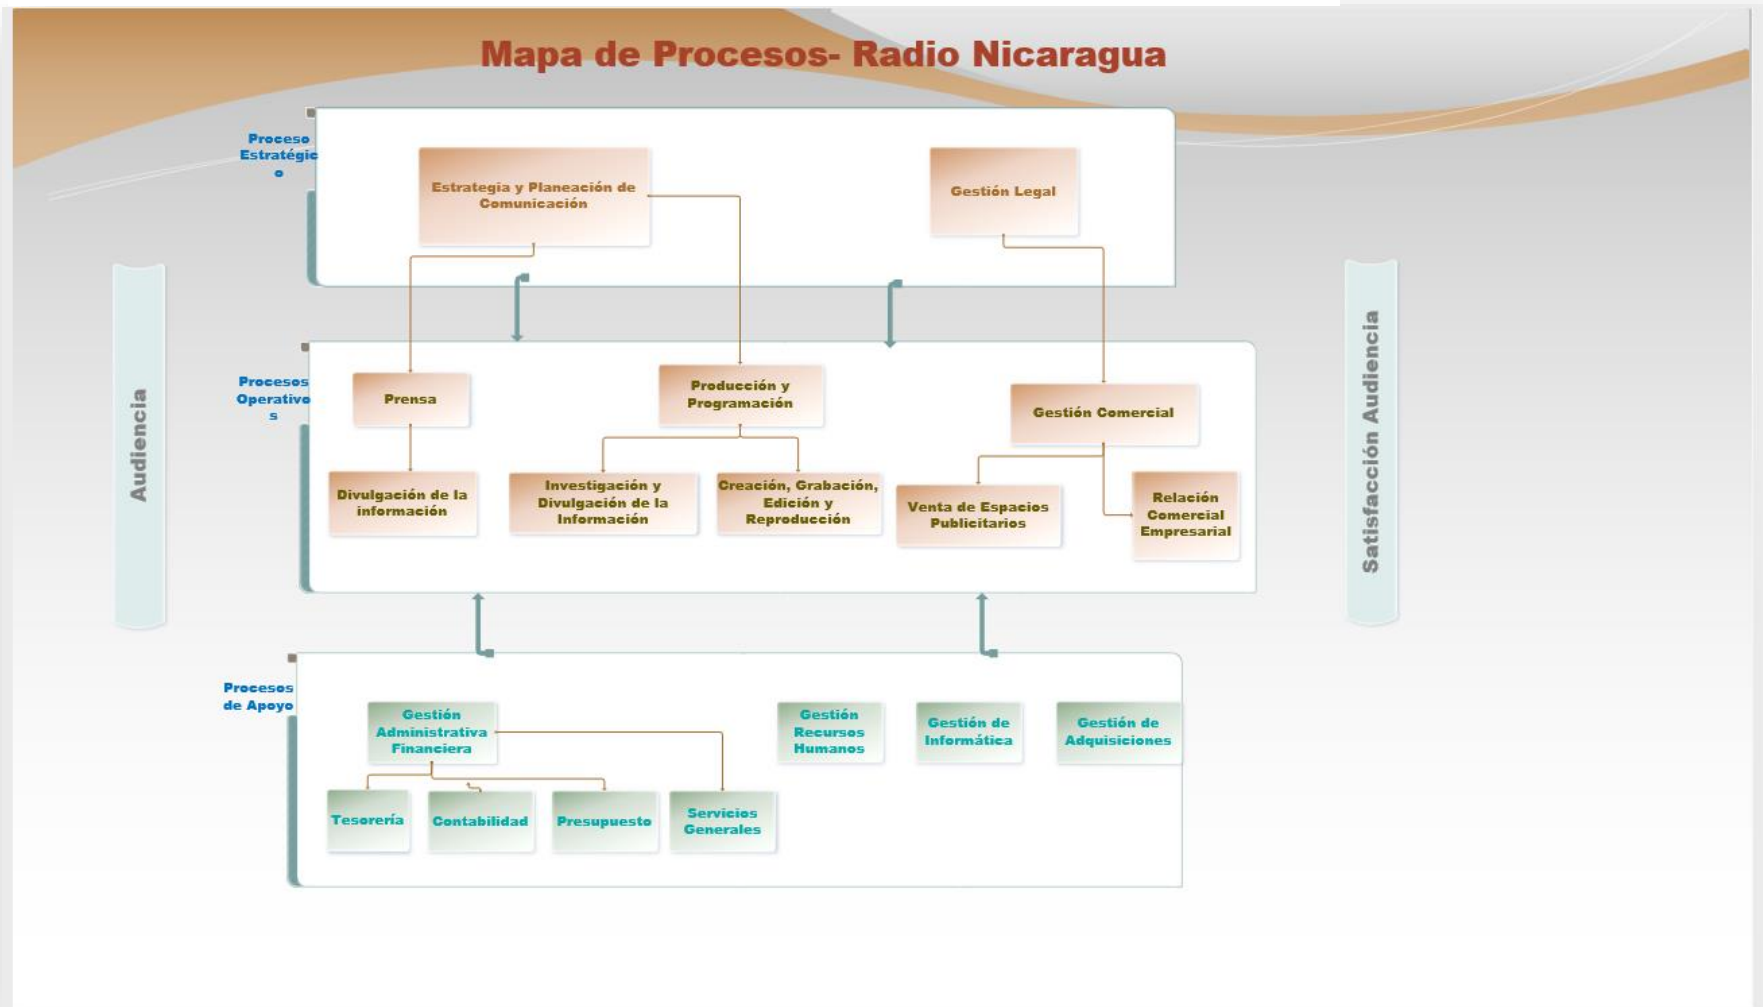 Mapa de Procesos- Radio Nicaragua
Proceso
Estratégic
o
Estrategia y Planeación de
Comunicación
Gestión Legal
Audiencia
Satisfacción Audiencia
Procesos
Operativo
s
Prensa
Producción y
Programación
Gestión Comercial
Divulgación de la
información
Investigación y
Divulgación de la
Información
Creación, Grabación,
Edición y
Reproducción
Venta de Espacios
Publicitarios
Relación
Comercial
Empresarial
Procesos
de Apoyo
Gestión
Administrativa
Financiera
Gestión
Recursos
Humanos
Gestión de
Informática
Gestión de
Adquisiciones
Tesorería
Contabilidad
Presupuesto
Servicios
Generales